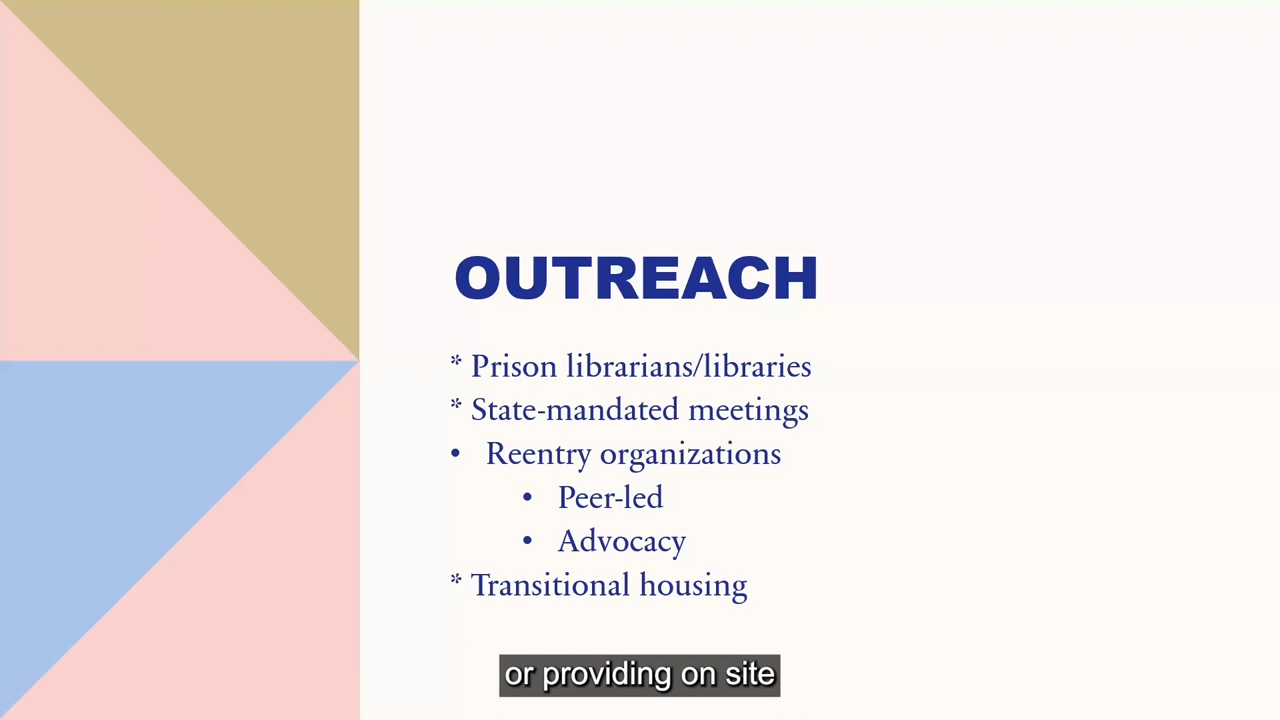 OUTREACH
* Prison librarians/libraries
* State-mandated meetings
• Reentry organizations
• Peer-led
• Advocacy
* Transitional housing
or providing on site